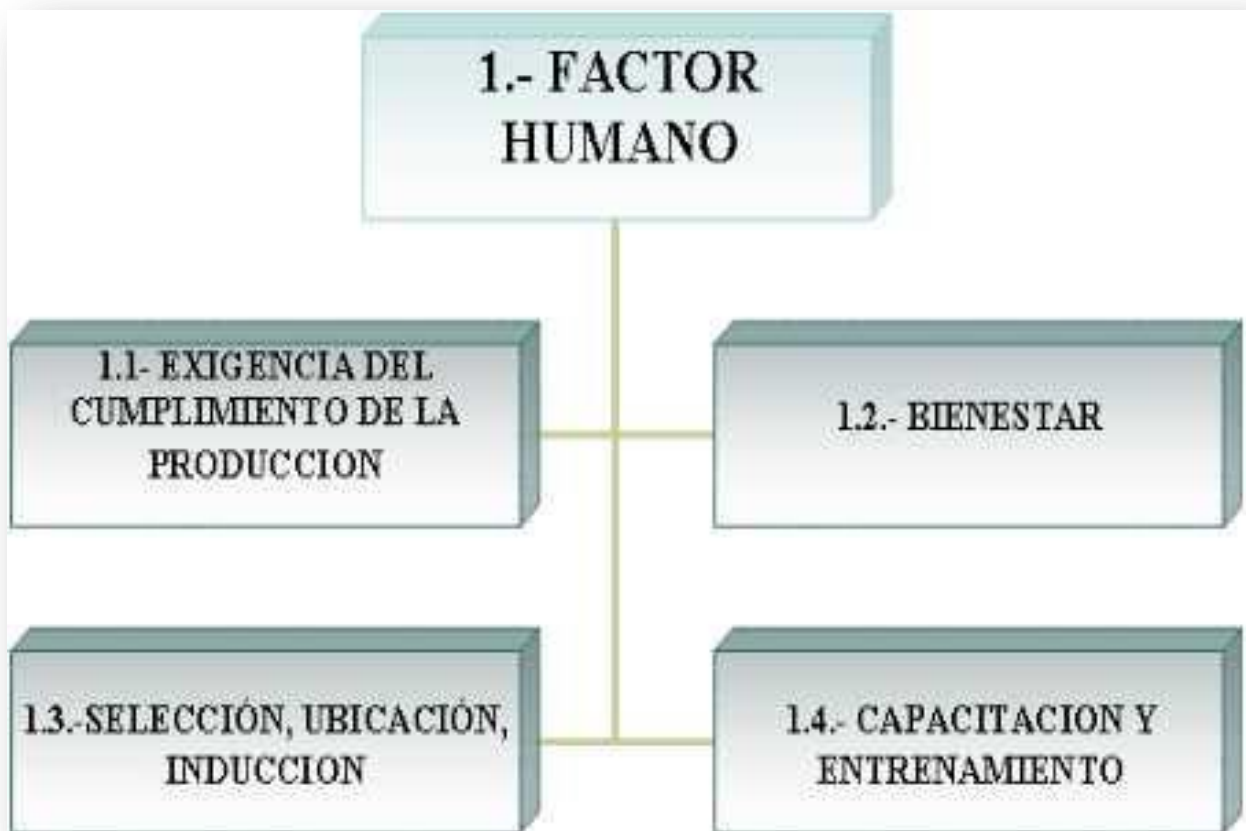 1.- FACTOR
HUMANO
1.1- EXIGENCIA DEL
CUMPLIMIENTO DE LA
PRODUCCION
1.2.- BIENESTAR
1.3.-SELECCIÓN, UBICACIÓN,
INDUCCION
1.4.- CAPACITACION Y
ENTRENAMIENTO